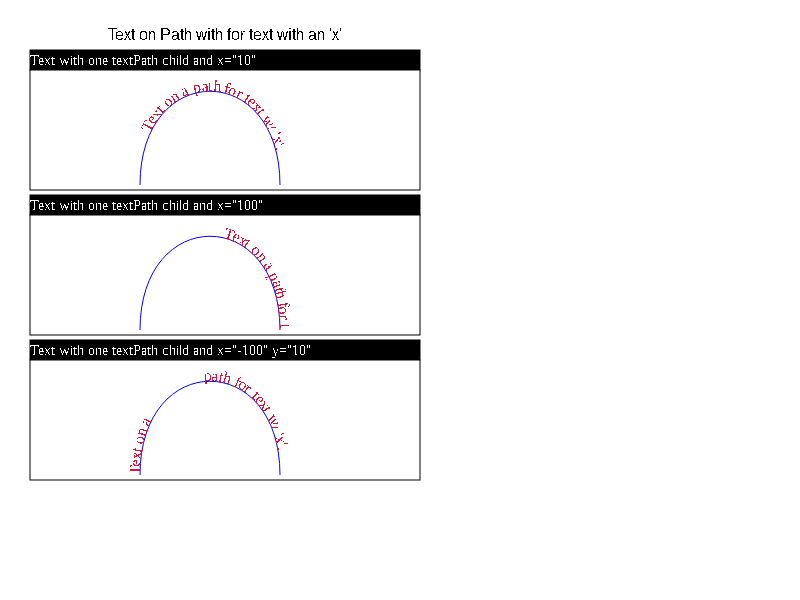 Text on Path with for text with an 'x'
Text with one textPath child and x="10"
Text on a path for text w/ 'x'.
Text with one textPath child and x="100"
Text on a path for
Text with one textPath child and x="-100" y="10"
Text on a path for text w/ 'x'.